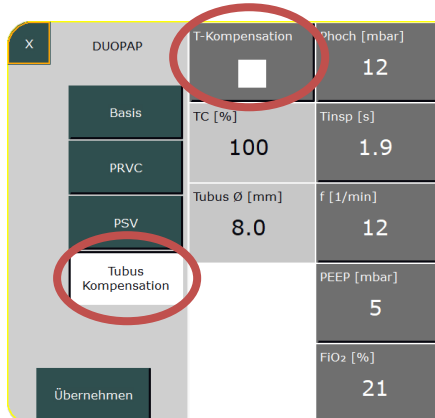 X
DUOPAP
Basis
PRVC
PSV
Tubus
Kompensation
Übernehmen
T-Kompensation
TC [%]
100
Tubus Ø [mm]
8.0
Phoch [mbar]
12
TInsp [s]
1.9
f [1/min]
12
PEEP [mbar]
5
FiO₂ [%]
21